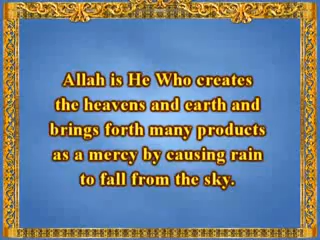 Allah is He Who creates
the heavens and earth and
brings forth many products
as a mercy by causing rain
to fall from the sky.